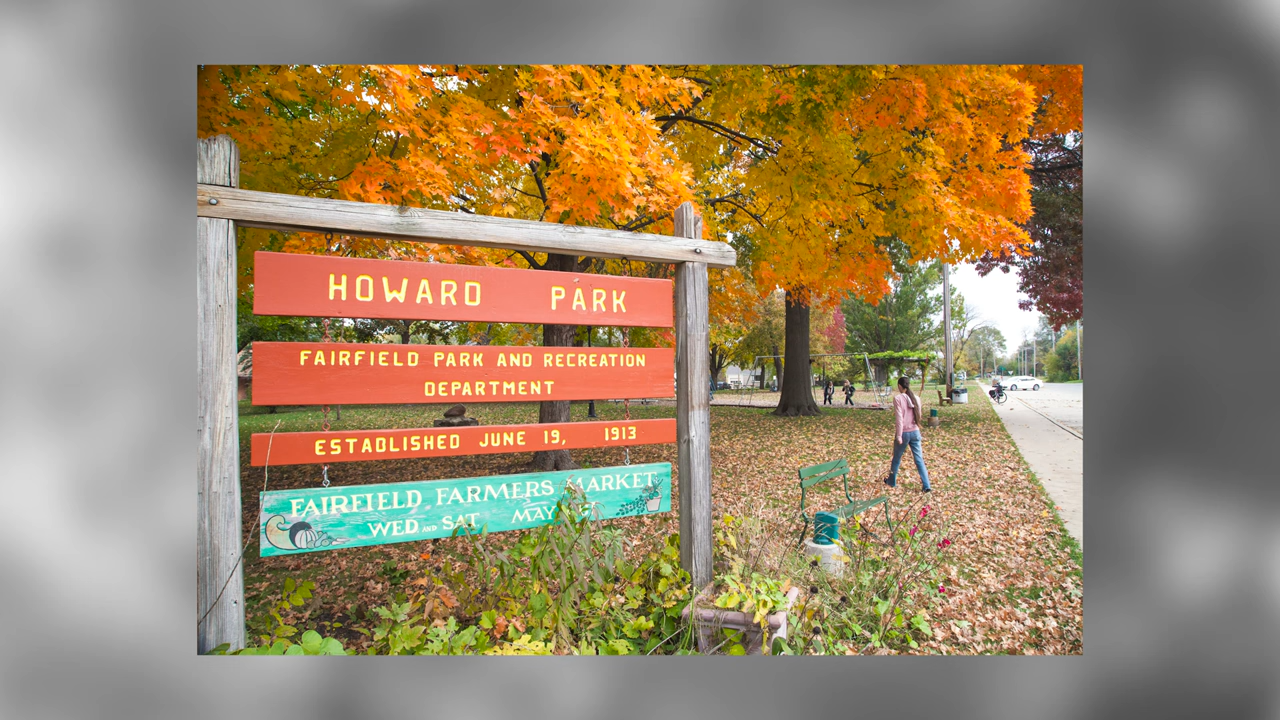 HOWARD PARK
FAIRFIELD PARK AND RECREATION
DEPARTMENT
ESTABLISHED JUNE 19, 1913
FAIRFIELD FARMERS MARKET
WED AND SAT MAY